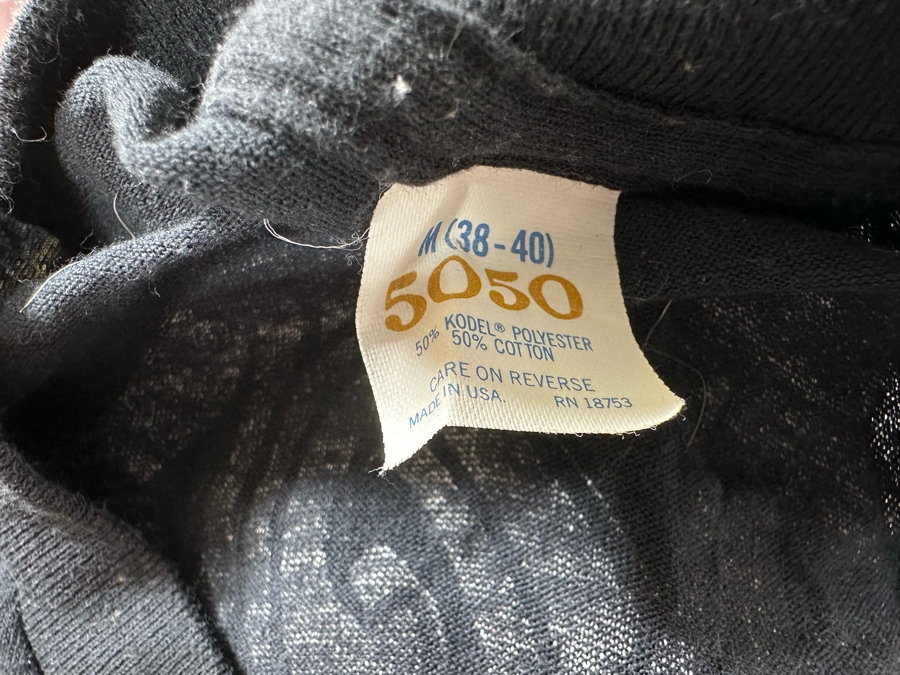 M (38-40)
5050
50% KODEL® POLYESTER
50% COTTON
CARE ON REVERSE
MADE IN USA. RN 18753